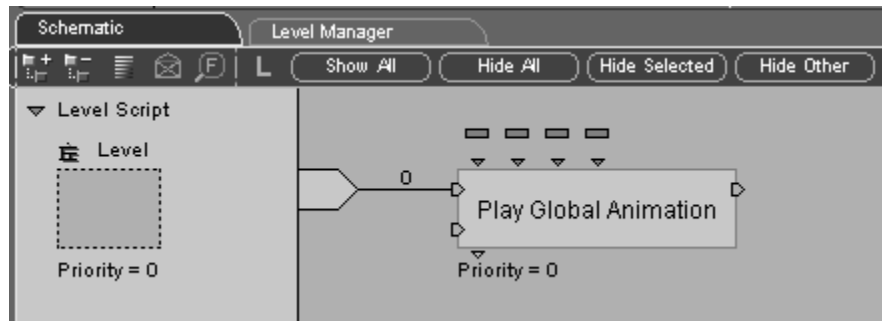 Schematic
Level Manager
L
Show All
Hide All
Hide Selected
Hide Other
Level Script
Level
Priority = 0
0
Play Global Animation
Priority = 0